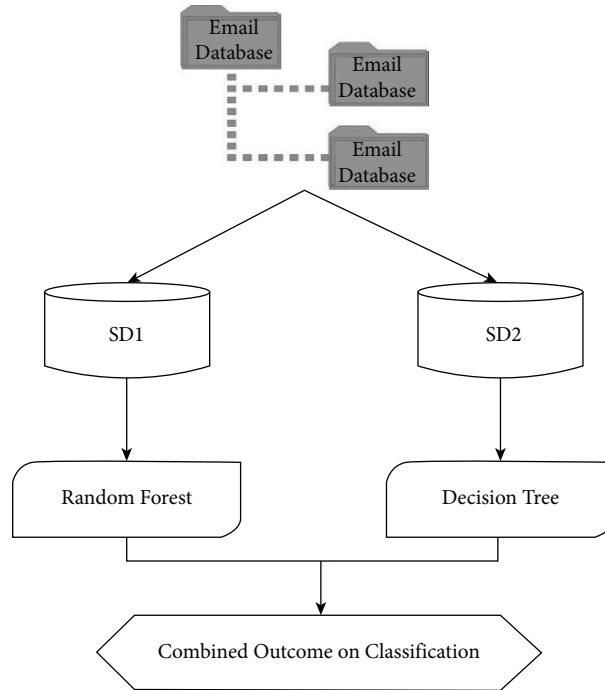 Email
Database
Email
Database
Email
Database
SD1
SD2
Random Forest
Decision Tree
Combined Outcome on Classification